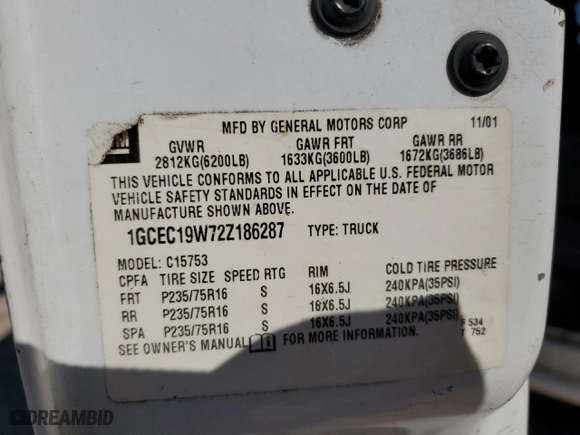 MFD BY GENERAL MOTORS CORP 11/01
GVWR GAWR FRT GAWR RR
2812KG(6200LB) 1633KG(3600LB) 1672KG(3686LB)
THIS VEHICLE CONFORMS TO ALL APPLICABLE U.S. FEDERAL MOTOR
VEHICLE SAFETY STANDARDS IN EFFECT ON THE DATE OF
MANUFACTURE SHOWN ABOVE.
1GCEC19W72Z186287 TYPE: TRUCK
MODEL: C15753
CPFA TIRE SIZE SPEED RTG RIM COLD TIRE PRESSURE
FRT P235/75R16 S 16X6.5J 240KPA(35PSI)
RR P235/75R16 S 16X6.5J 240KPA(35PSI)
SPA P235/75R16 S 16X6.5J 240KPA(35PSI)
SEE OWNER'S MANUAL FOR MORE INFORMATION.
F 534
T 752
DREAMBID